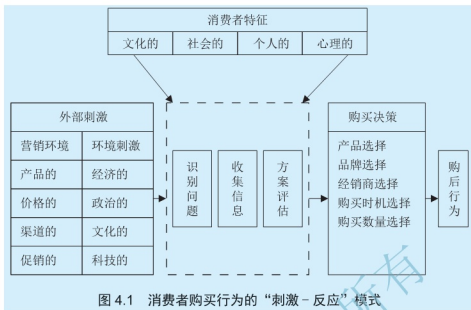 消费者特征
文化的 社会的 个人的 心理的
外部刺激
营销环境 环境刺激
产品的 经济的
价格的 政治的
渠道的 文化的
促销的 科技的
识别问题
收集信息
方案评估
购买决策
产品选择
品牌选择
经销商选择
购买时机选择
购买数量选择
购后行为
图 4.1 消费者购买行为的“刺激－反应”模式
所有